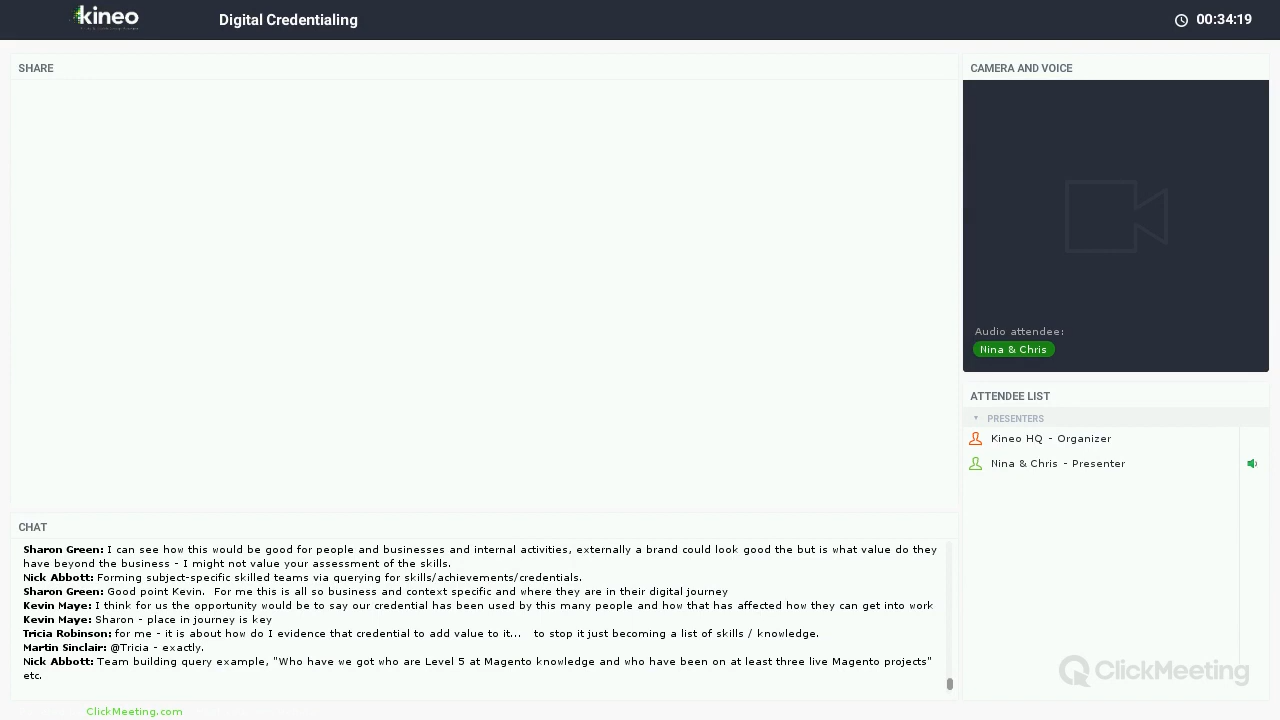 kineo
Digital Credentialing
00:34:19
SHARE
CAMERA AND VOICE
Audio attendee:
Nina & Chris
ATTENDEE LIST
PRESENTERS
Kineo HQ - Organizer
Nina & Chris - Presenter
CHAT
Sharon Green: I can see how this would be good for people and businesses and internal activities, externally a brand could look good the but is what value do they
have beyond the business - I might not value your assessment of the skills.
Nick Abbott: Forming subject-specific skilled teams via querying for skills/achievements/credentials.
Sharon Green: Good point Kevin.  For me this is all so business and context specific and where they are in their digital journey
Kevin Maye: I think for us the opportunity would be to say our credential has been used by this many people and how that has affected how they can get into work
Kevin Maye: Sharon - place in journey is key
Tricia Robinson: for me - it is about how do I evidence that credential to add value to it...   to stop it just becoming a list of skills / knowledge.
Martin Sinclair: @Tricia - exactly.
Nick Abbott: Team building query example, "Who have we got who are Level 5 at Magento knowledge and who have been on at least three live Magento projects"
etc.
ClickMeeting
ClickMeeting.com